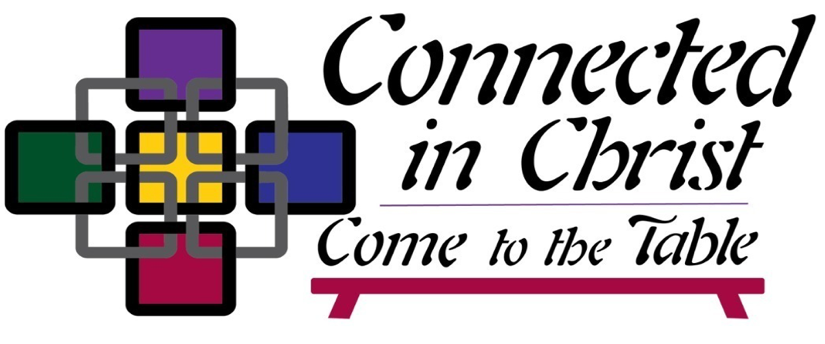 Connected
in Christ
Come to the Table